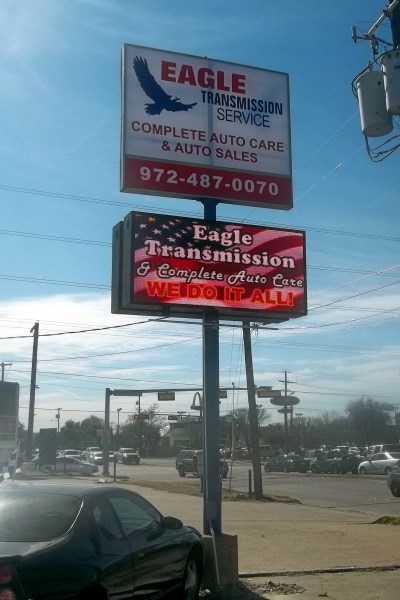 EAGLE
TRANSMISSION
SERVICE
COMPLETE AUTO CARE
& AUTO SALES
972-487-0070
Eagle
Transmission
& Complete Auto Care
WE DO IT ALL!